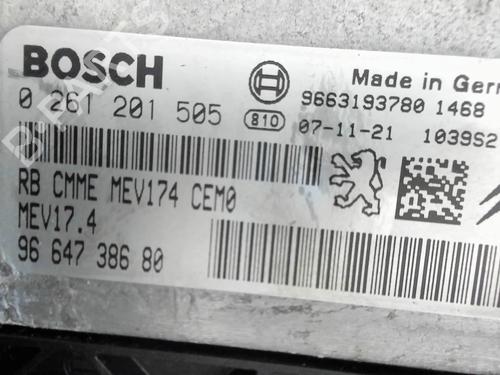 BOSCH
Made in Germ
0 261 201 505
810
9663193780 1468
07-11-21 1039S2
RB CMME MEV174 CEM0
MEV17.4
96 647 386 80